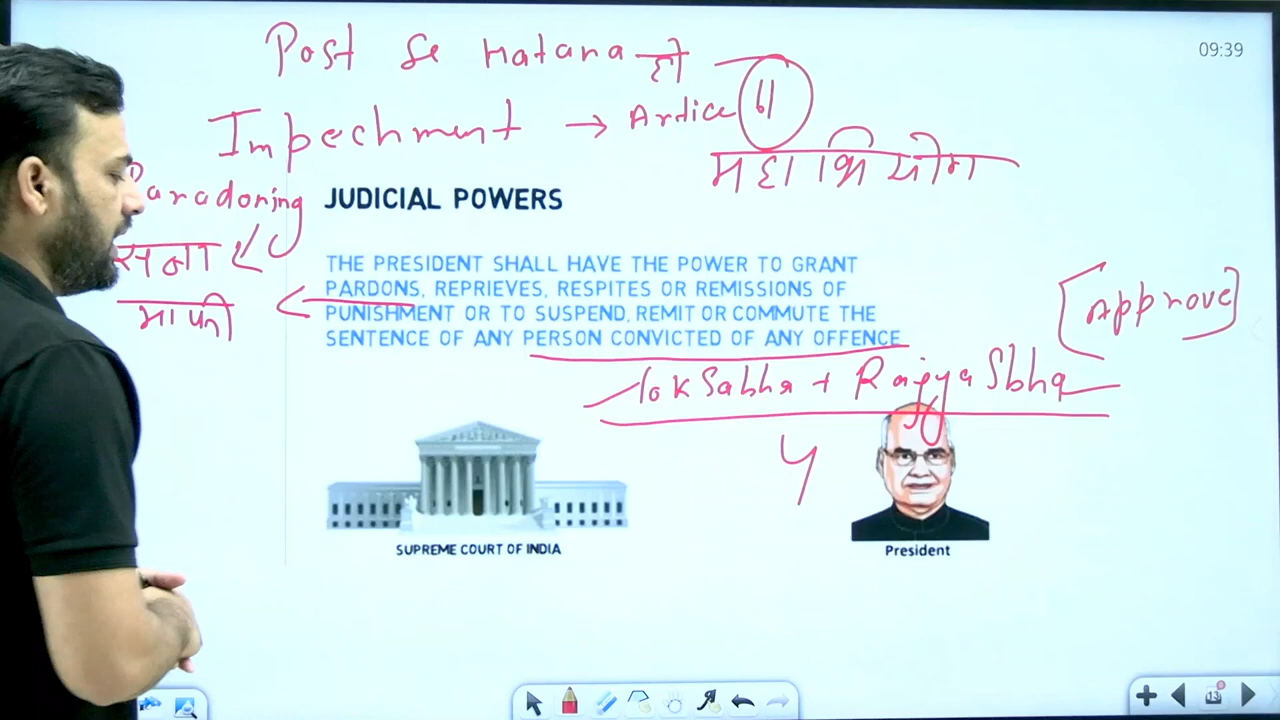 09:39
Post se Hatana हो
Impechment → Artice 61
महाभियोग
Paradoning
सजा
माफी
JUDICIAL POWERS
THE PRESIDENT SHALL HAVE THE POWER TO GRANT
PARDONS, REPRIEVES, RESPITES OR REMISSIONS OF
PUNISHMENT OR TO SUSPEND, REMIT OR COMMUTE THE
SENTENCE OF ANY PERSON CONVICTED OF ANY OFFENCE
[Approve]
lok Sabha + Rajya Sbha
SUPREME COURT OF INDIA
President
13